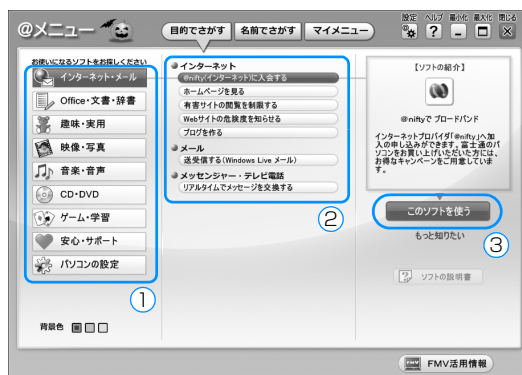 @メニュー
目的でさがす
名前でさがす
マイメニュー
設定 ヘルプ 最小化 最大化 閉じる
お使いになるソフトをお探しください
インターネット・メール
Office・文書・辞書
趣味・実用
映像・写真
音楽・音声
CD・DVD
ゲーム・学習
安心・サポート
パソコンの設定
①
背景色
インターネット
@nifty(インターネット)に入会する
ホームページを見る
有害サイトの閲覧を制限する
Webサイトの危険度を知らせる
ブログを作る
メール
送受信する(Windows Live メール)
メッセンジャー・テレビ電話
リアルタイムでメッセージを交換する
②
【ソフトの紹介】
@niftyで ブロードバンド
インターネットプロバイダ「@nifty」へ加
入の申し込みができます。富士通のパ
ソコンをお買い上げいただいた方には、
お得なキャンペーンをご用意していま
す。
このソフトを使う
もっと知りたい
③
ソフトの説明書
FMV FMV活用情報